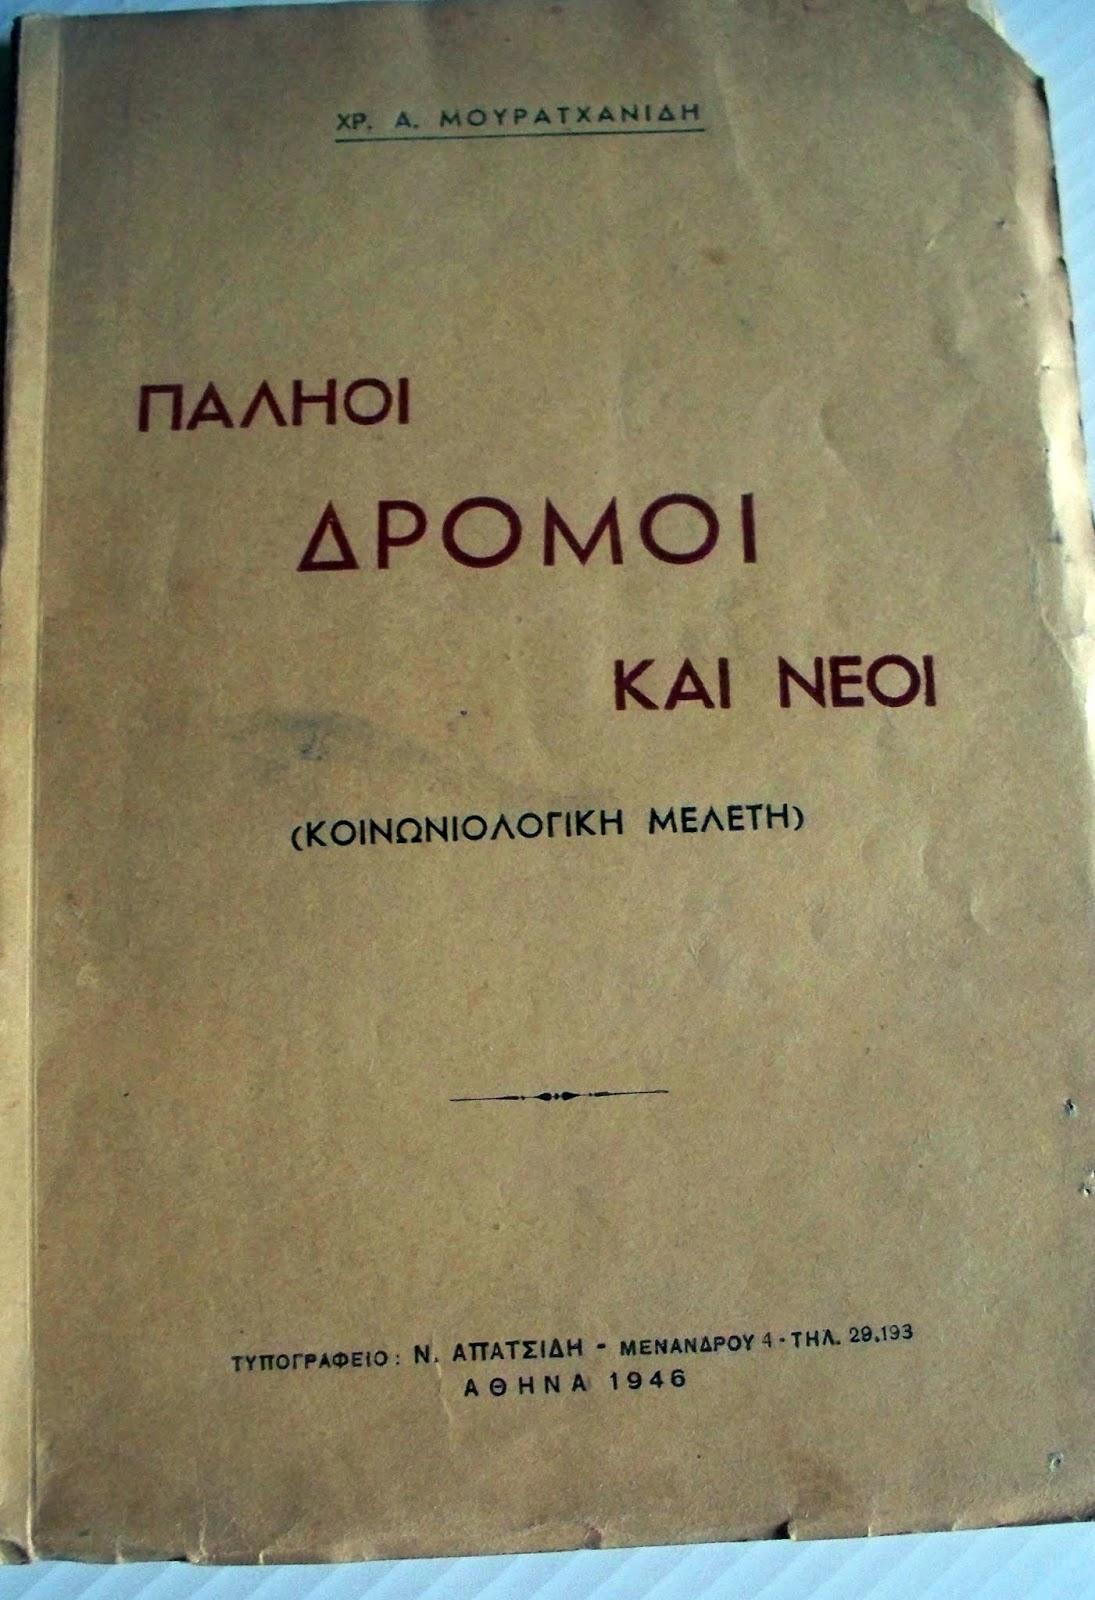 ΧΡ. Α. ΜΟΥΡΑΤΧΑΝΙΔΗ
ΠΑΛΗΟΙ
ΔΡΟΜΟΙ
ΚΑΙ ΝΕΟΙ
(ΚΟΙΝΩΝΙΟΛΟΓΙΚΗ ΜΕΛΕΤΗ)
ΤΥΠΟΓΡΑΦΕΙΟ: Ν. ΑΠΑΤΣΙΔΗ - ΜΕΝΑΝΔΡΟΥ 4 - ΤΗΛ. 29.193
ΑΘΗΝΑ 1946